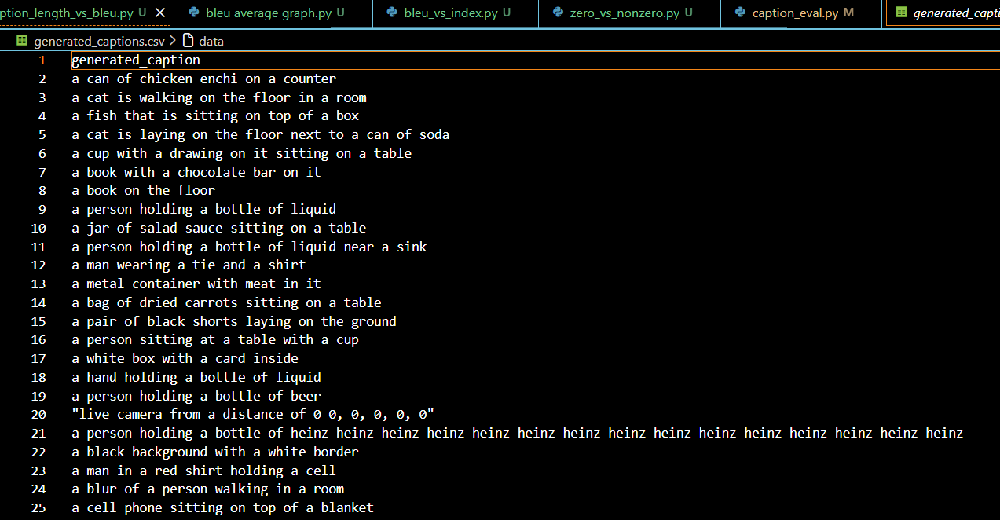 ption_length_vs_bleu.py U bleu average graph.py U bleu_vs_index.py U zero_vs_nonzero.py U caption_eval.py M generated_capti
generated_captions.csv > data
1 generated_caption
2 a can of chicken enchi on a counter
3 a cat is walking on the floor in a room
4 a fish that is sitting on top of a box
5 a cat is laying on the floor next to a can of soda
6 a cup with a drawing on it sitting on a table
7 a book with a chocolate bar on it
8 a book on the floor
9 a person holding a bottle of liquid
10 a jar of salad sauce sitting on a table
11 a person holding a bottle of liquid near a sink
12 a man wearing a tie and a shirt
13 a metal container with meat in it
14 a bag of dried carrots sitting on a table
15 a pair of black shorts laying on the ground
16 a person sitting at a table with a cup
17 a white box with a card inside
18 a hand holding a bottle of liquid
19 a person holding a bottle of beer
20 "live camera from a distance of 0 0, 0, 0, 0, 0"
21 a person holding a bottle of heinz heinz heinz heinz heinz heinz heinz heinz heinz heinz heinz heinz heinz heinz heinz
22 a black background with a white border
23 a man in a red shirt holding a cell
24 a blur of a person walking in a room
25 a cell phone sitting on top of a blanket